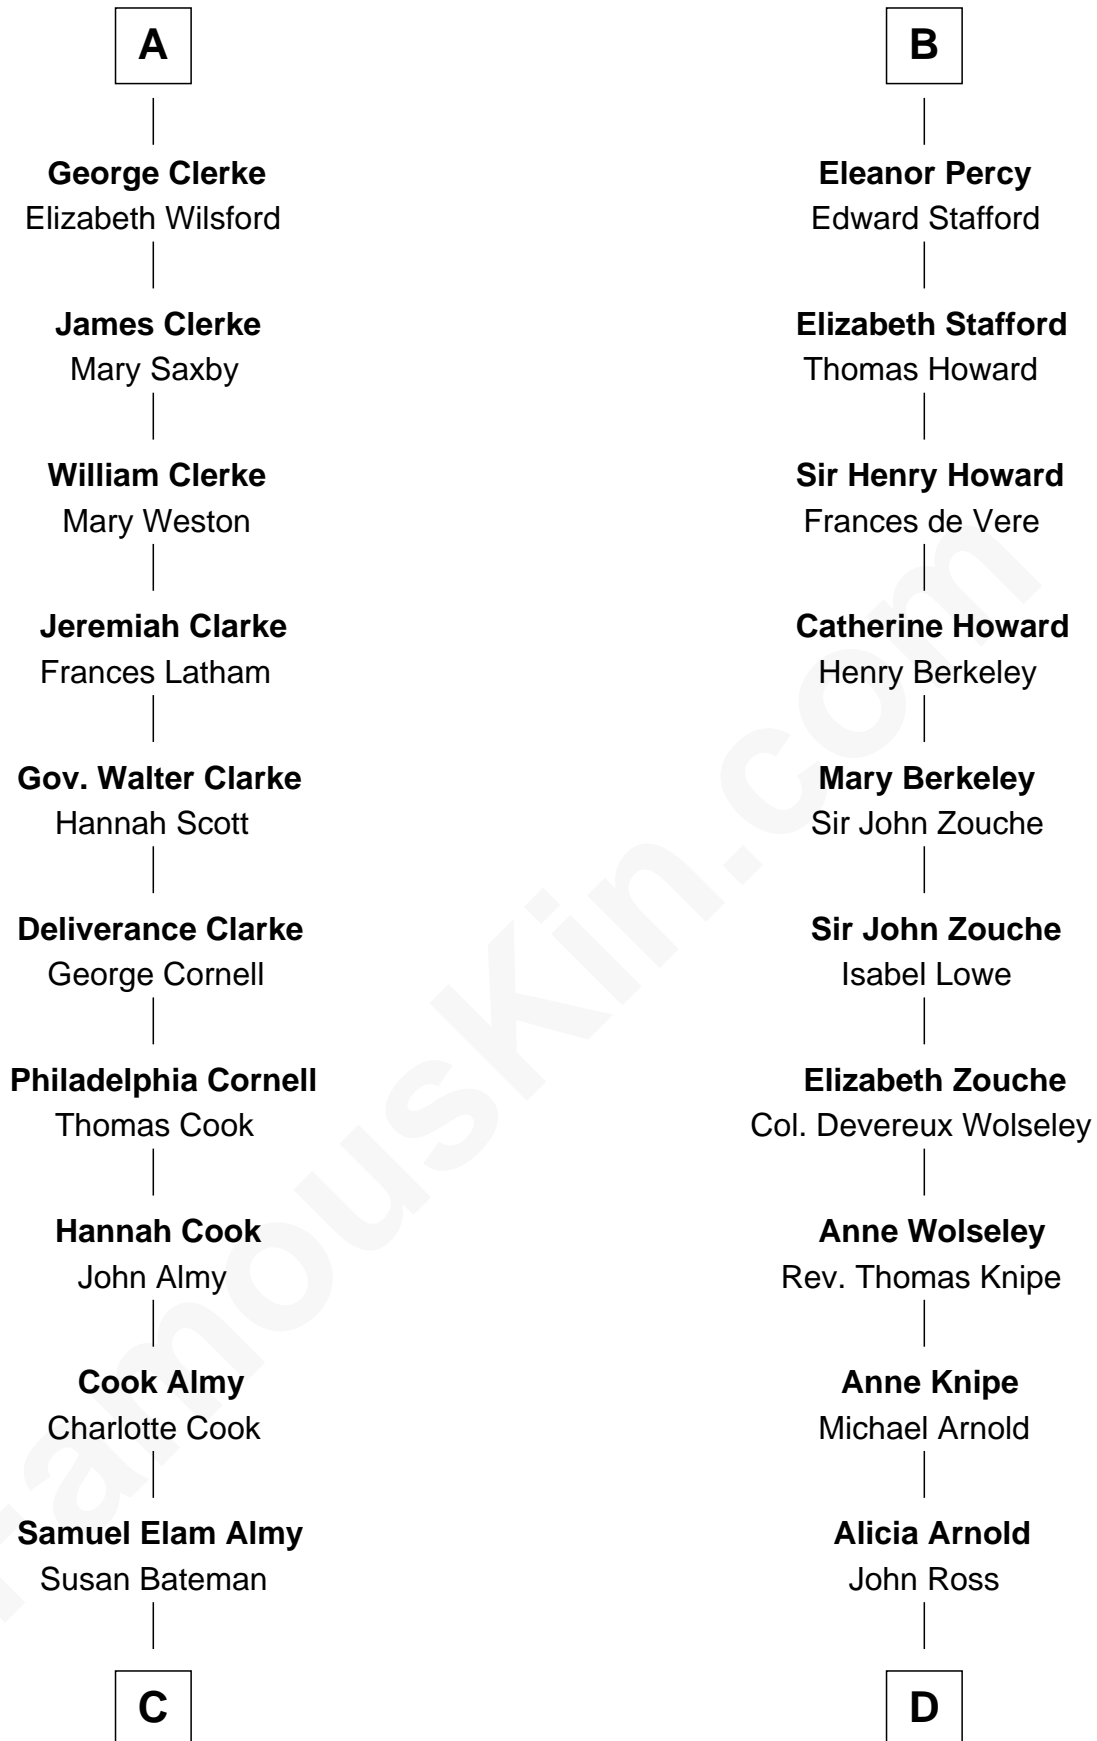 A
George Clerke
Elizabeth Wilsford
James Clerke
Mary Saxby
William Clerke
Mary Weston
Jeremiah Clarke
Frances Latham
Gov. Walter Clarke
Hannah Scott
Deliverance Clarke
George Cornell
Philadelphia Cornell
Thomas Cook
Hannah Cook
John Almy
Cook Almy
Charlotte Cook
Samuel Elam Almy
Susan Bateman
C
B
Eleanor Percy
Edward Stafford
Elizabeth Stafford
Thomas Howard
Sir Henry Howard
Frances de Vere
Catherine Howard
Henry Berkeley
Mary Berkeley
Sir John Zouche
Sir John Zouche
Isabel Lowe
Elizabeth Zouche
Col. Devereux Wolseley
Anne Wolseley
Rev. Thomas Knipe
Anne Knipe
Michael Arnold
Alicia Arnold
John Ross
D
FamousKin.com